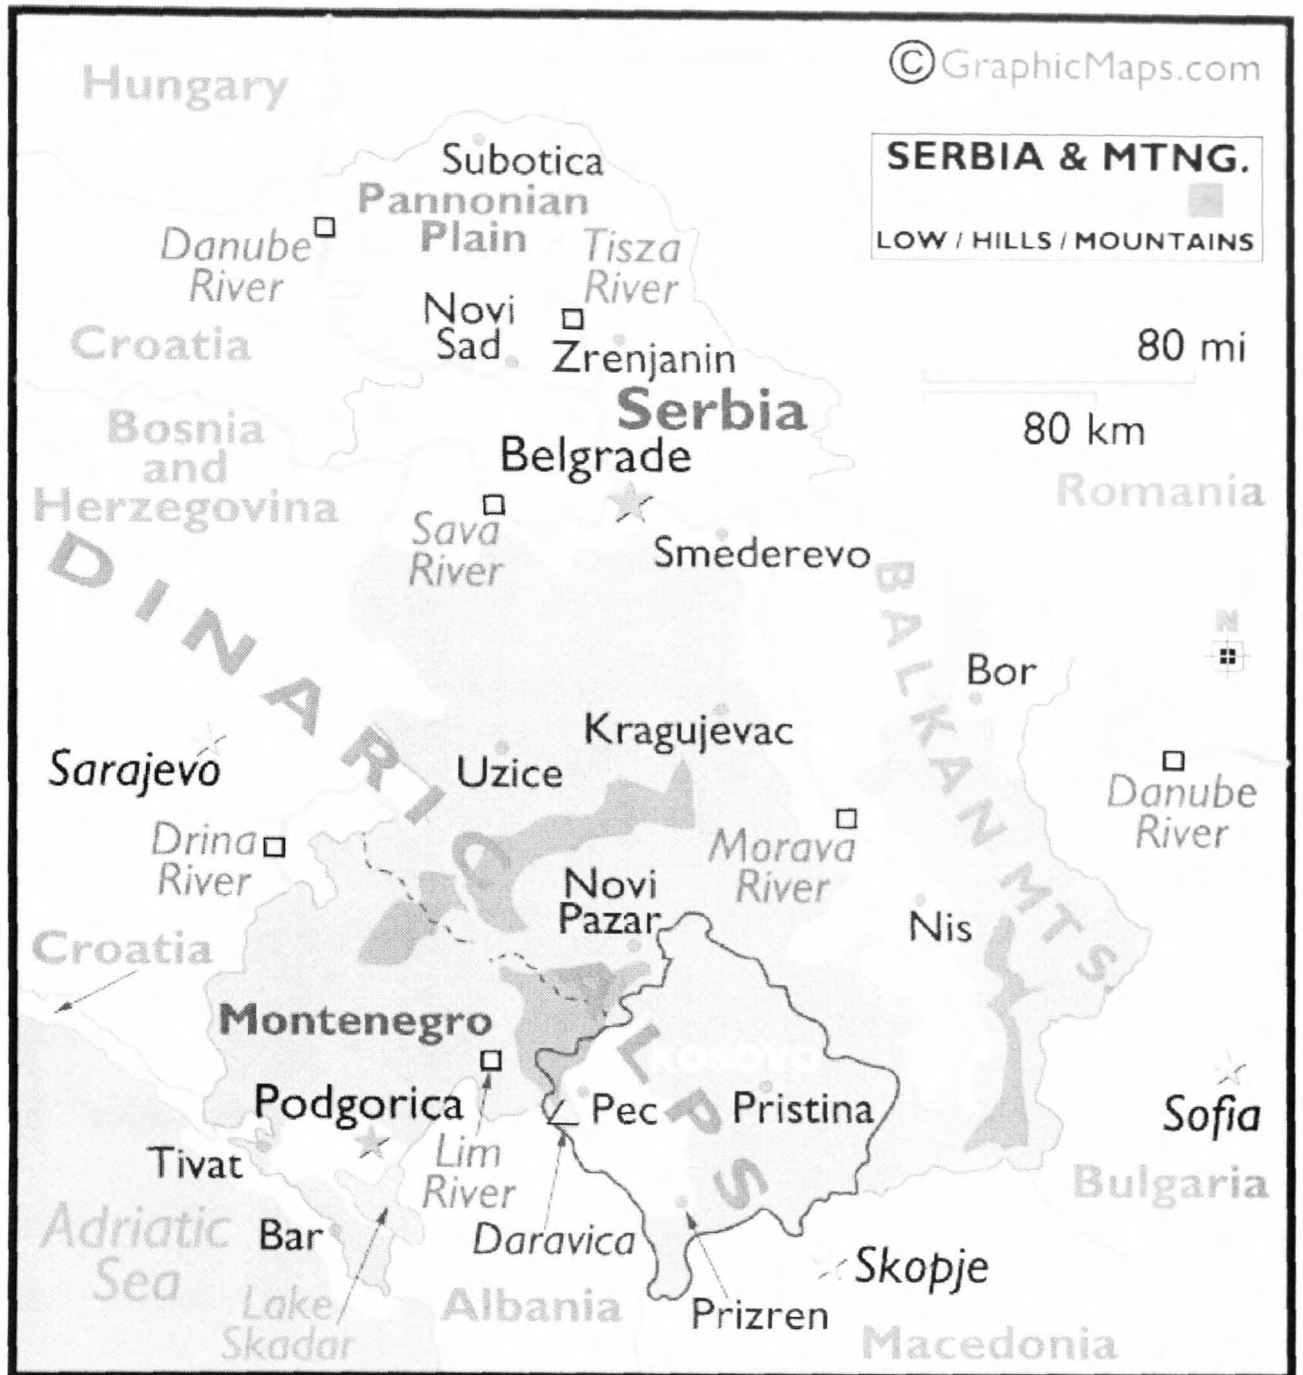 Hungary
©GraphicMaps.com
SERBIA & MTNG.
LOW / HILLS / MOUNTAINS
Subotica
Pannonian
Plain
Danube
River
Tisza
River
Novi
Sad
Zrenjanin
Croatia
80 mi
80 km
Serbia
Bosnia
and
Herzegovina
Belgrade
Romania
Sava
River
Smederevo
DINARIC
BALKAN MTS.
N
Bor
Kragujevac
Sarajevo
Uzice
Danube
River
Drina
River
Morava
River
Novi
Pazar
Nis
Croatia
Montenegro
ALPS
Kosovo
Podgorica
Pec
Pristina
Sofia
Tivat
Lim
River
Bulgaria
Adriatic
Sea
Bar
Daravica
Skopje
Lake
Skadar
Albania
Prizren
Macedonia